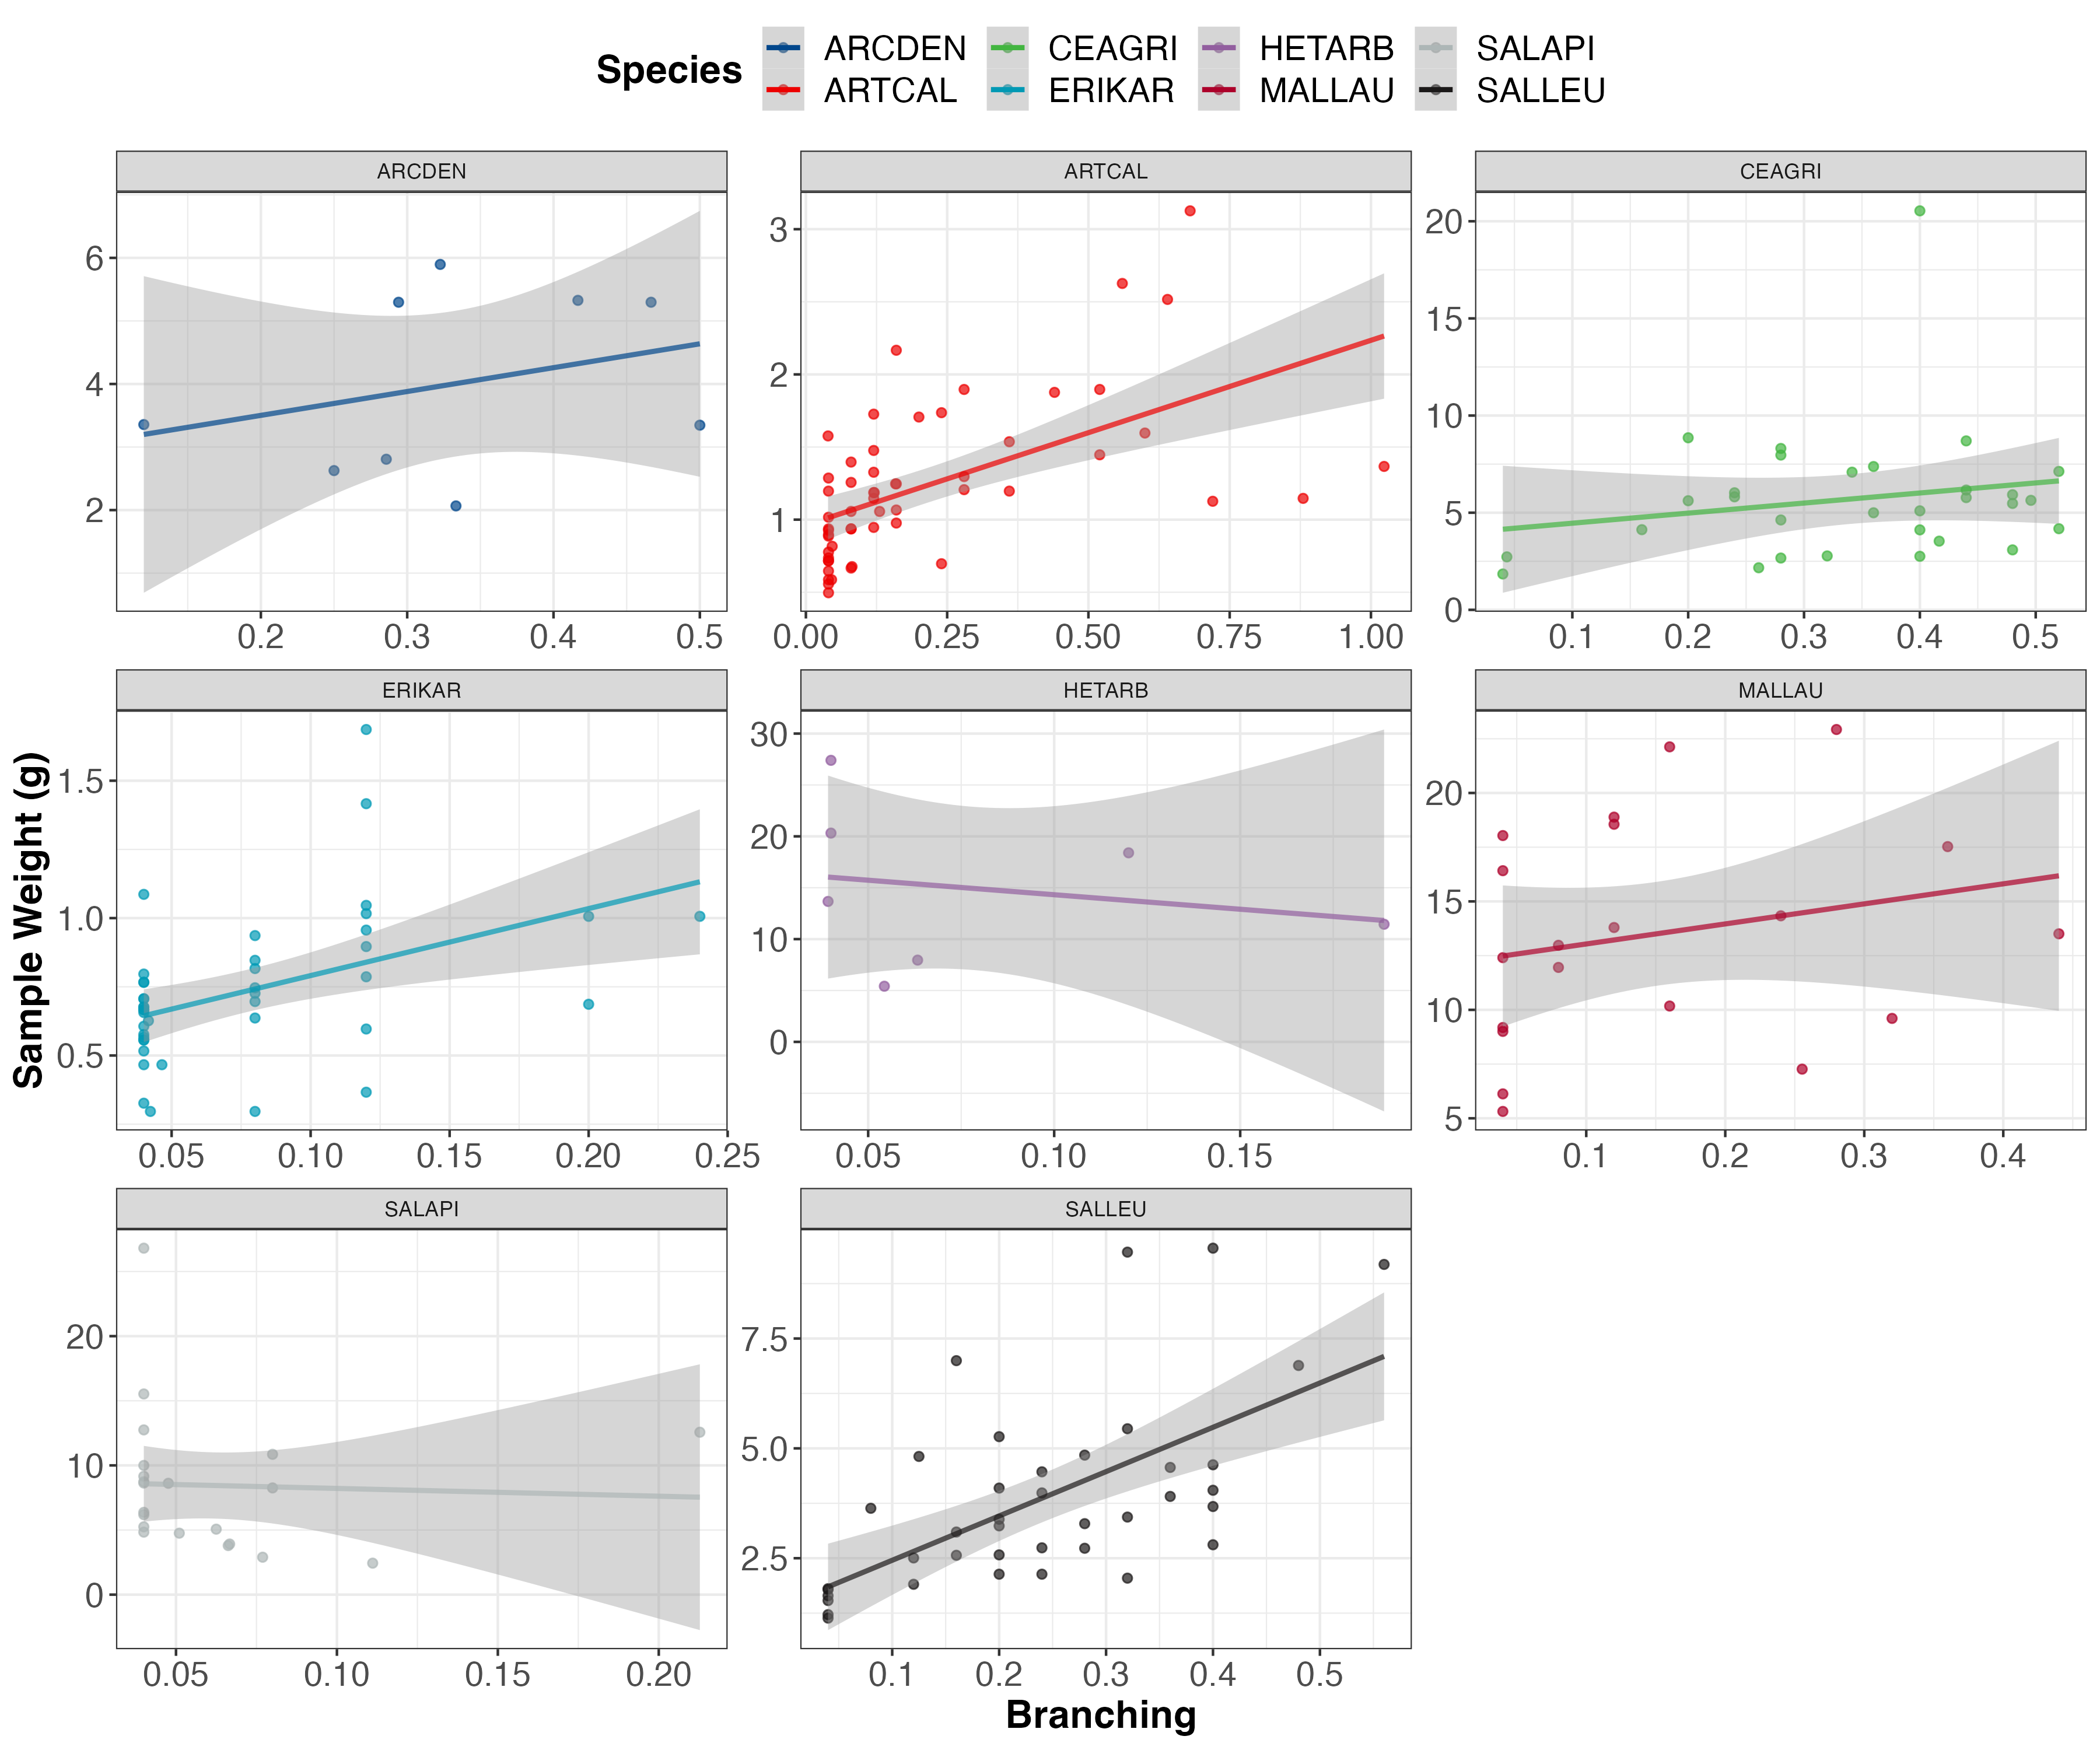 Species ARCDEN CEAGRI HETARB SALAPI
ARTCAL ERIKAR MALLAU SALLEU
ARCDEN ARTCAL CEAGRI
6
4
2
0.2 0.3 0.4 0.5
3
2
1
0.00 0.25 0.50 0.75 1.00
20
15
10
5
0
0.1 0.2 0.3 0.4 0.5
Sample Weight (g)
ERIKAR HETARB MALLAU
1.5
1.0
0.5
0.05 0.10 0.15 0.20 0.25
30
20
10
0
0.05 0.10 0.15
20
15
10
5
0.1 0.2 0.3 0.4
SALAPI SALLEU
20
10
0
0.05 0.10 0.15 0.20
7.5
5.0
2.5
0.1 0.2 0.3 0.4 0.5
Branching